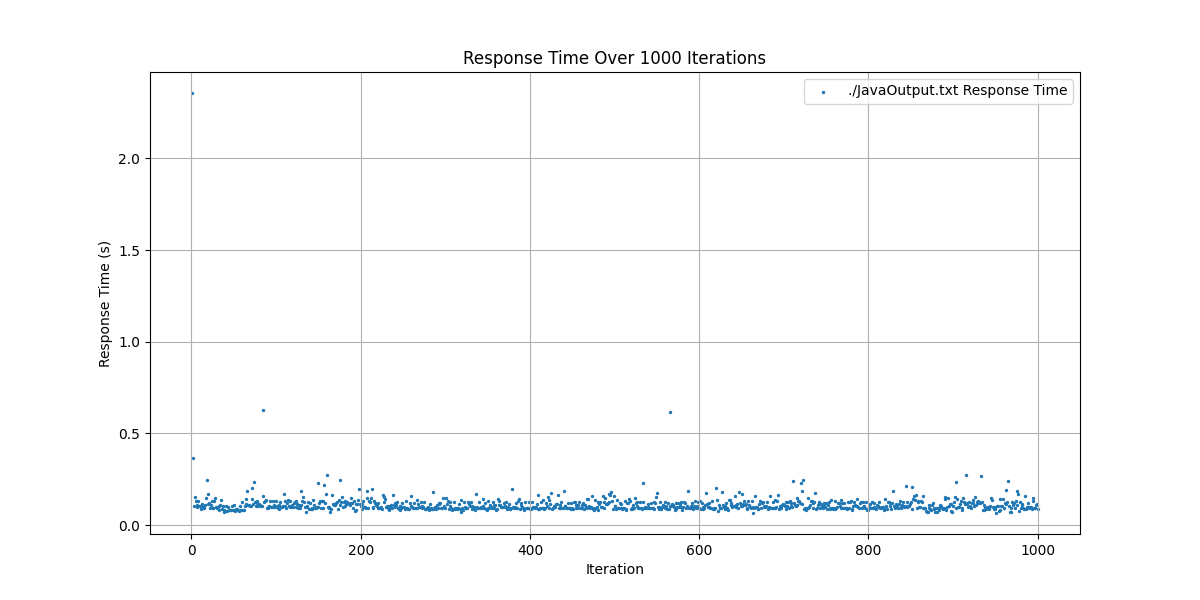 Response Time Over 1000 Iterations
./JavaOutput.txt Response Time
2.0
1.5
1.0
0.5
0.0
Response Time (s)
0 200 400 600 800 1000
Iteration